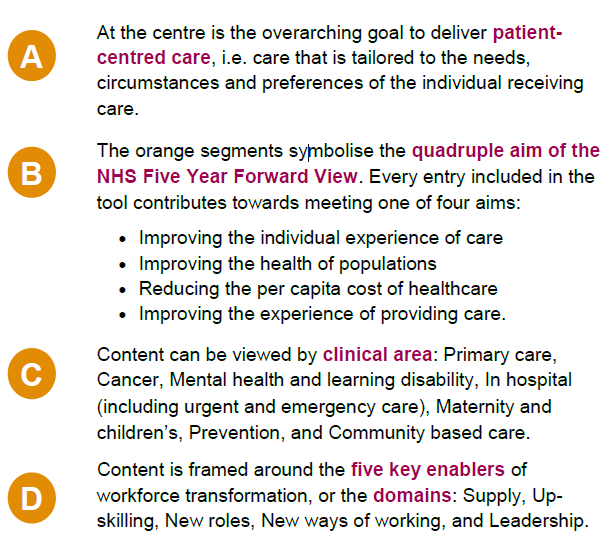 A
At the centre is the overarching goal to deliver patient-
centred care, i.e. care that is tailored to the needs,
circumstances and preferences of the individual receiving
care.
B
The orange segments symbolise the quadruple aim of the
NHS Five Year Forward View. Every entry included in the
tool contributes towards meeting one of four aims:
• Improving the individual experience of care
• Improving the health of populations
• Reducing the per capita cost of healthcare
• Improving the experience of providing care.
C
Content can be viewed by clinical area: Primary care,
Cancer, Mental health and learning disability, In hospital
(including urgent and emergency care), Maternity and
children's, Prevention, and Community based care.
D
Content is framed around the five key enablers of
workforce transformation, or the domains: Supply, Up-
skilling, New roles, New ways of working, and Leadership.